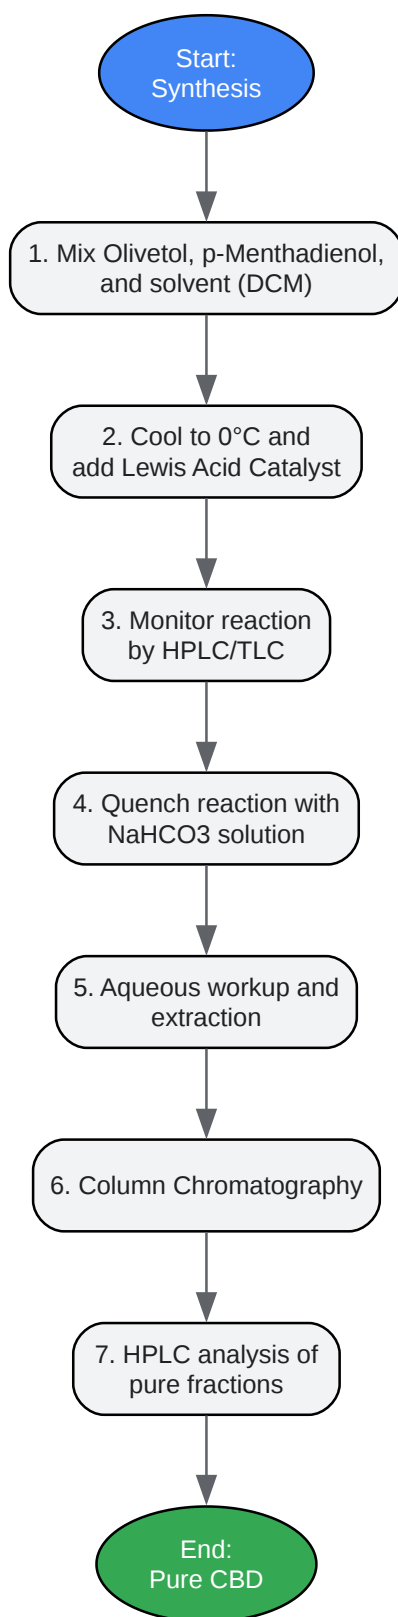 Start:
Synthesis
1. Mix Olivetol, p-Menthadienol,
and solvent (DCM)
2. Cool to 0°C and
add Lewis Acid Catalyst
3. Monitor reaction
by HPLC/TLC
4. Quench reaction with
NaHCO3 solution
5. Aqueous workup and
extraction
6. Column Chromatography
7. HPLC analysis of
pure fractions
End:
Pure CBD